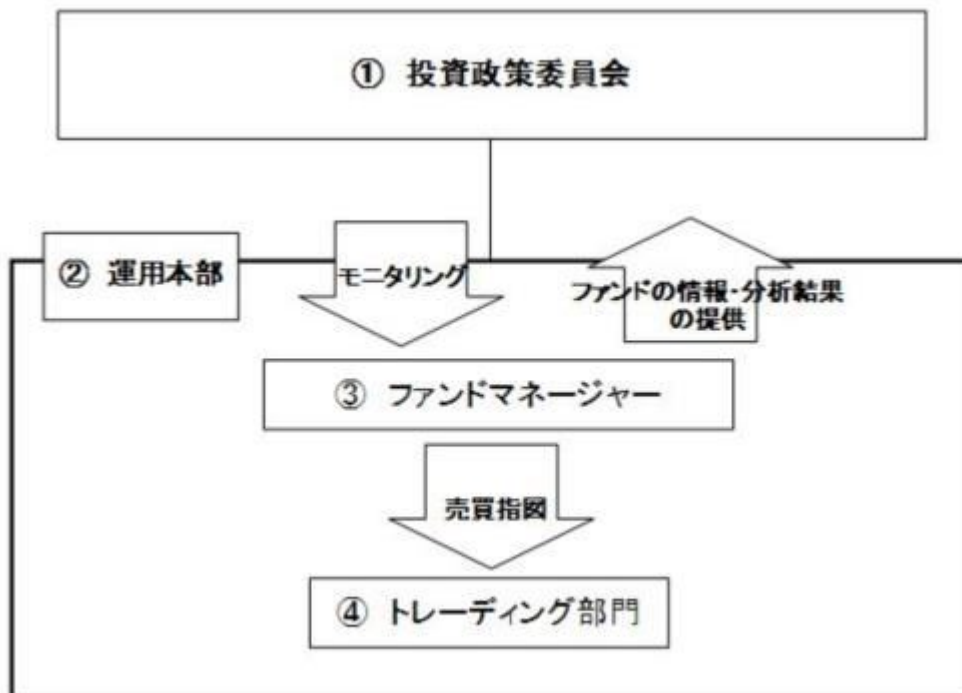 ① 投資政策委員会
② 運用本部
モニタリング
ファンドの情報・分析結果
の提供
③ ファンドマネージャー
売買指図
④ トレーディング部門